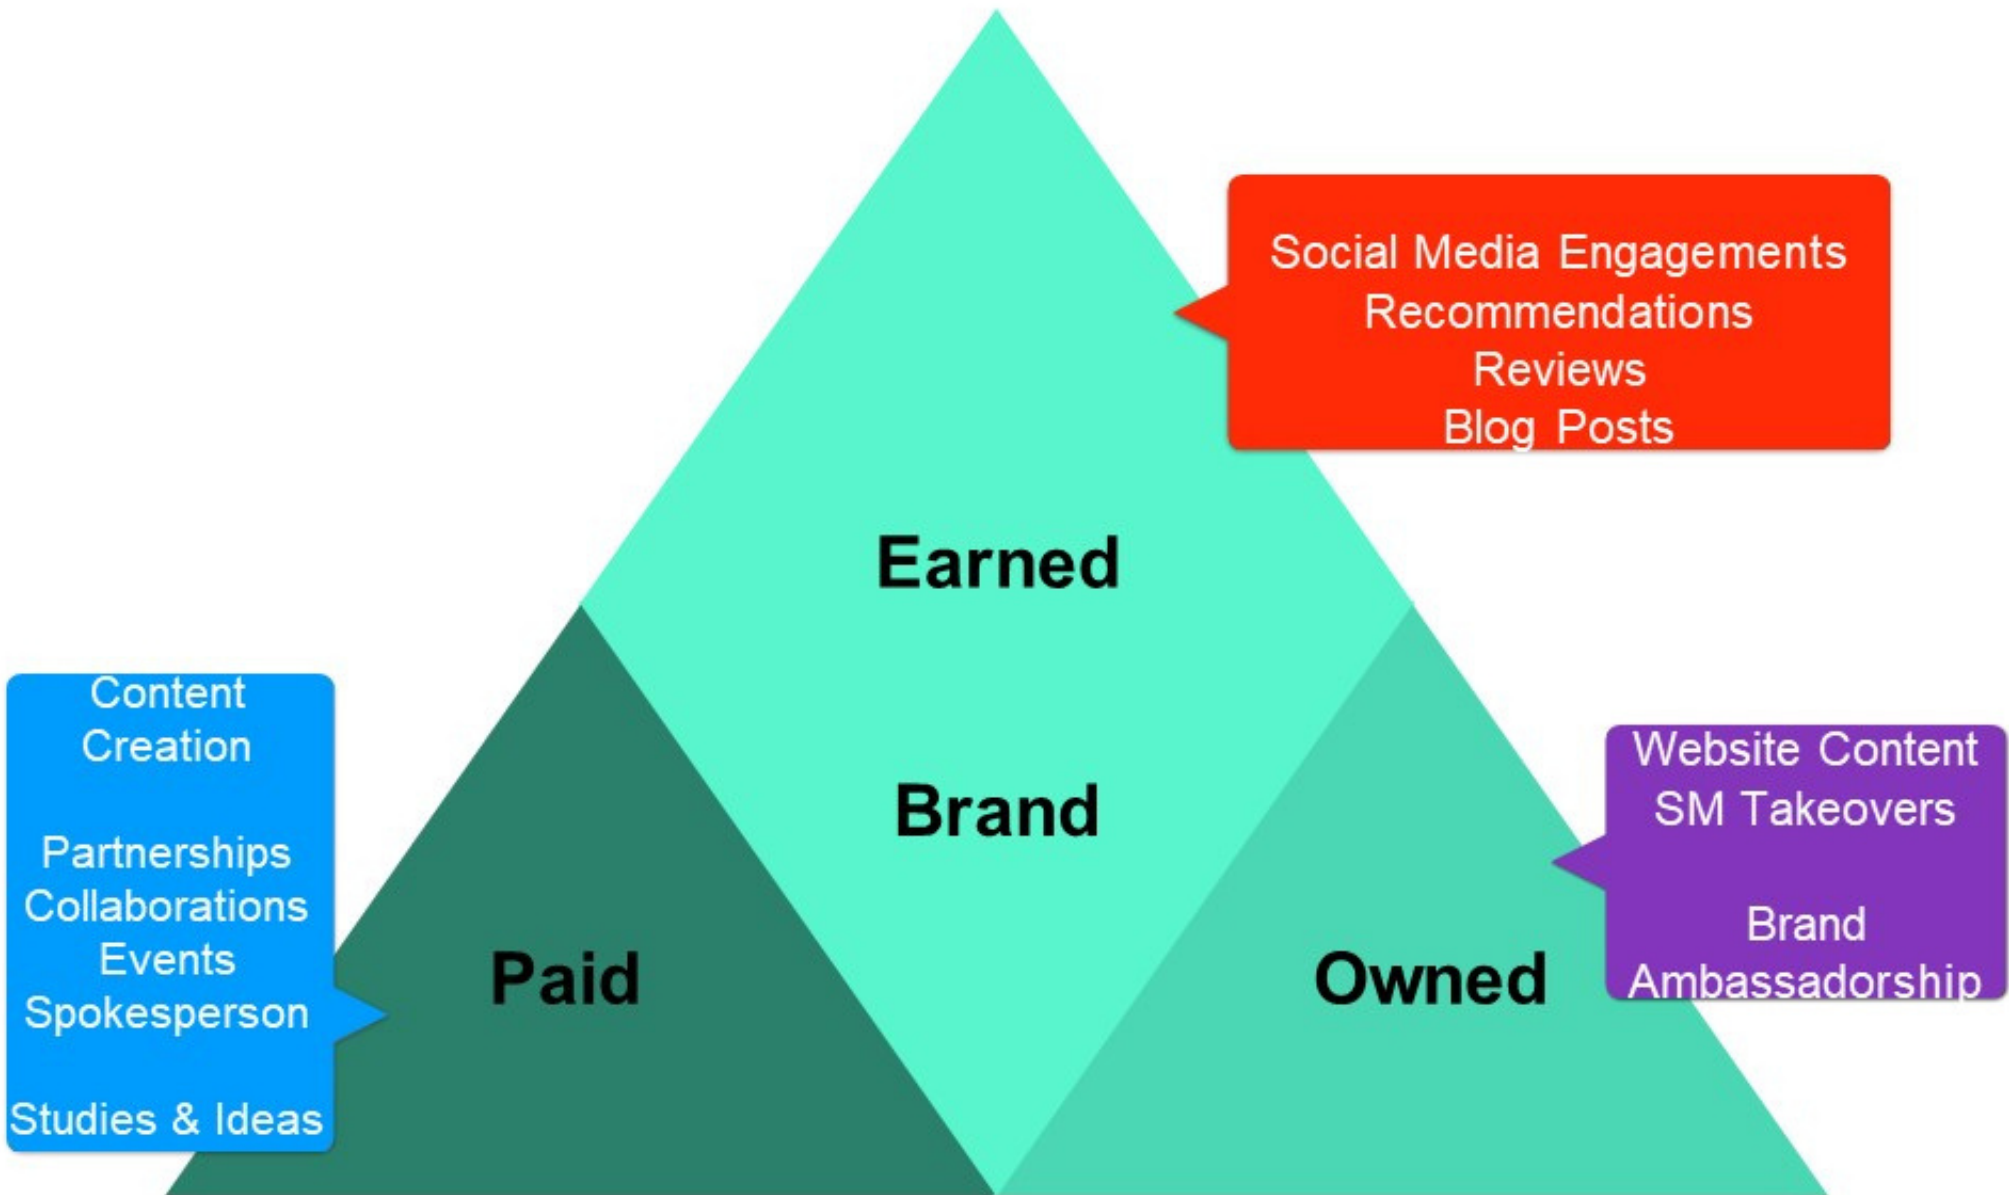 Social Media Engagements
Recommendations
Reviews
Blog Posts
Earned
Brand
Paid
Owned
Content
Creation
Partnerships
Collaborations
Events
Spokesperson
Studies & Ideas
Website Content
SM Takeovers
Brand
Ambassadorship